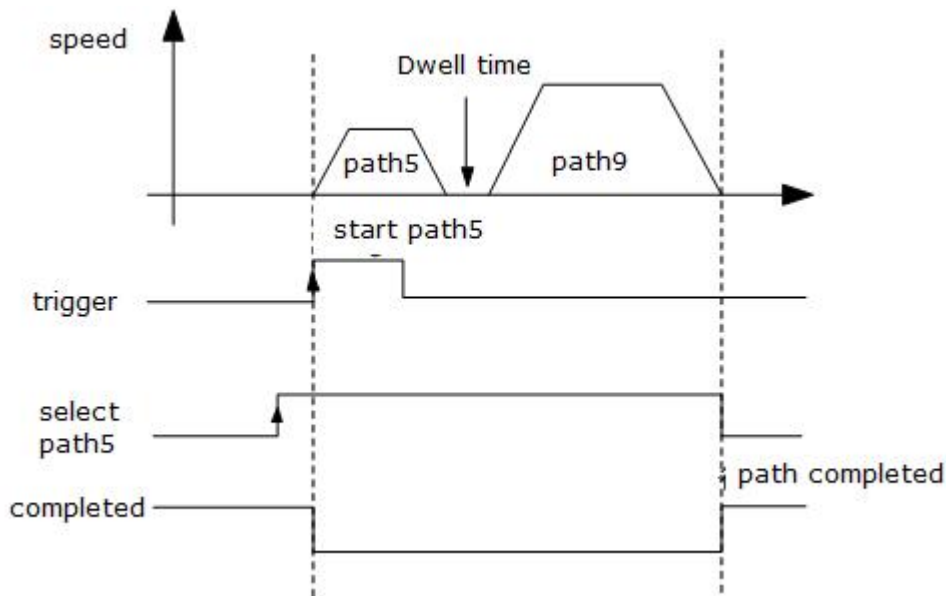 speed
Dwell time
path5
path9
start path5
trigger
select
path5
path completed
completed